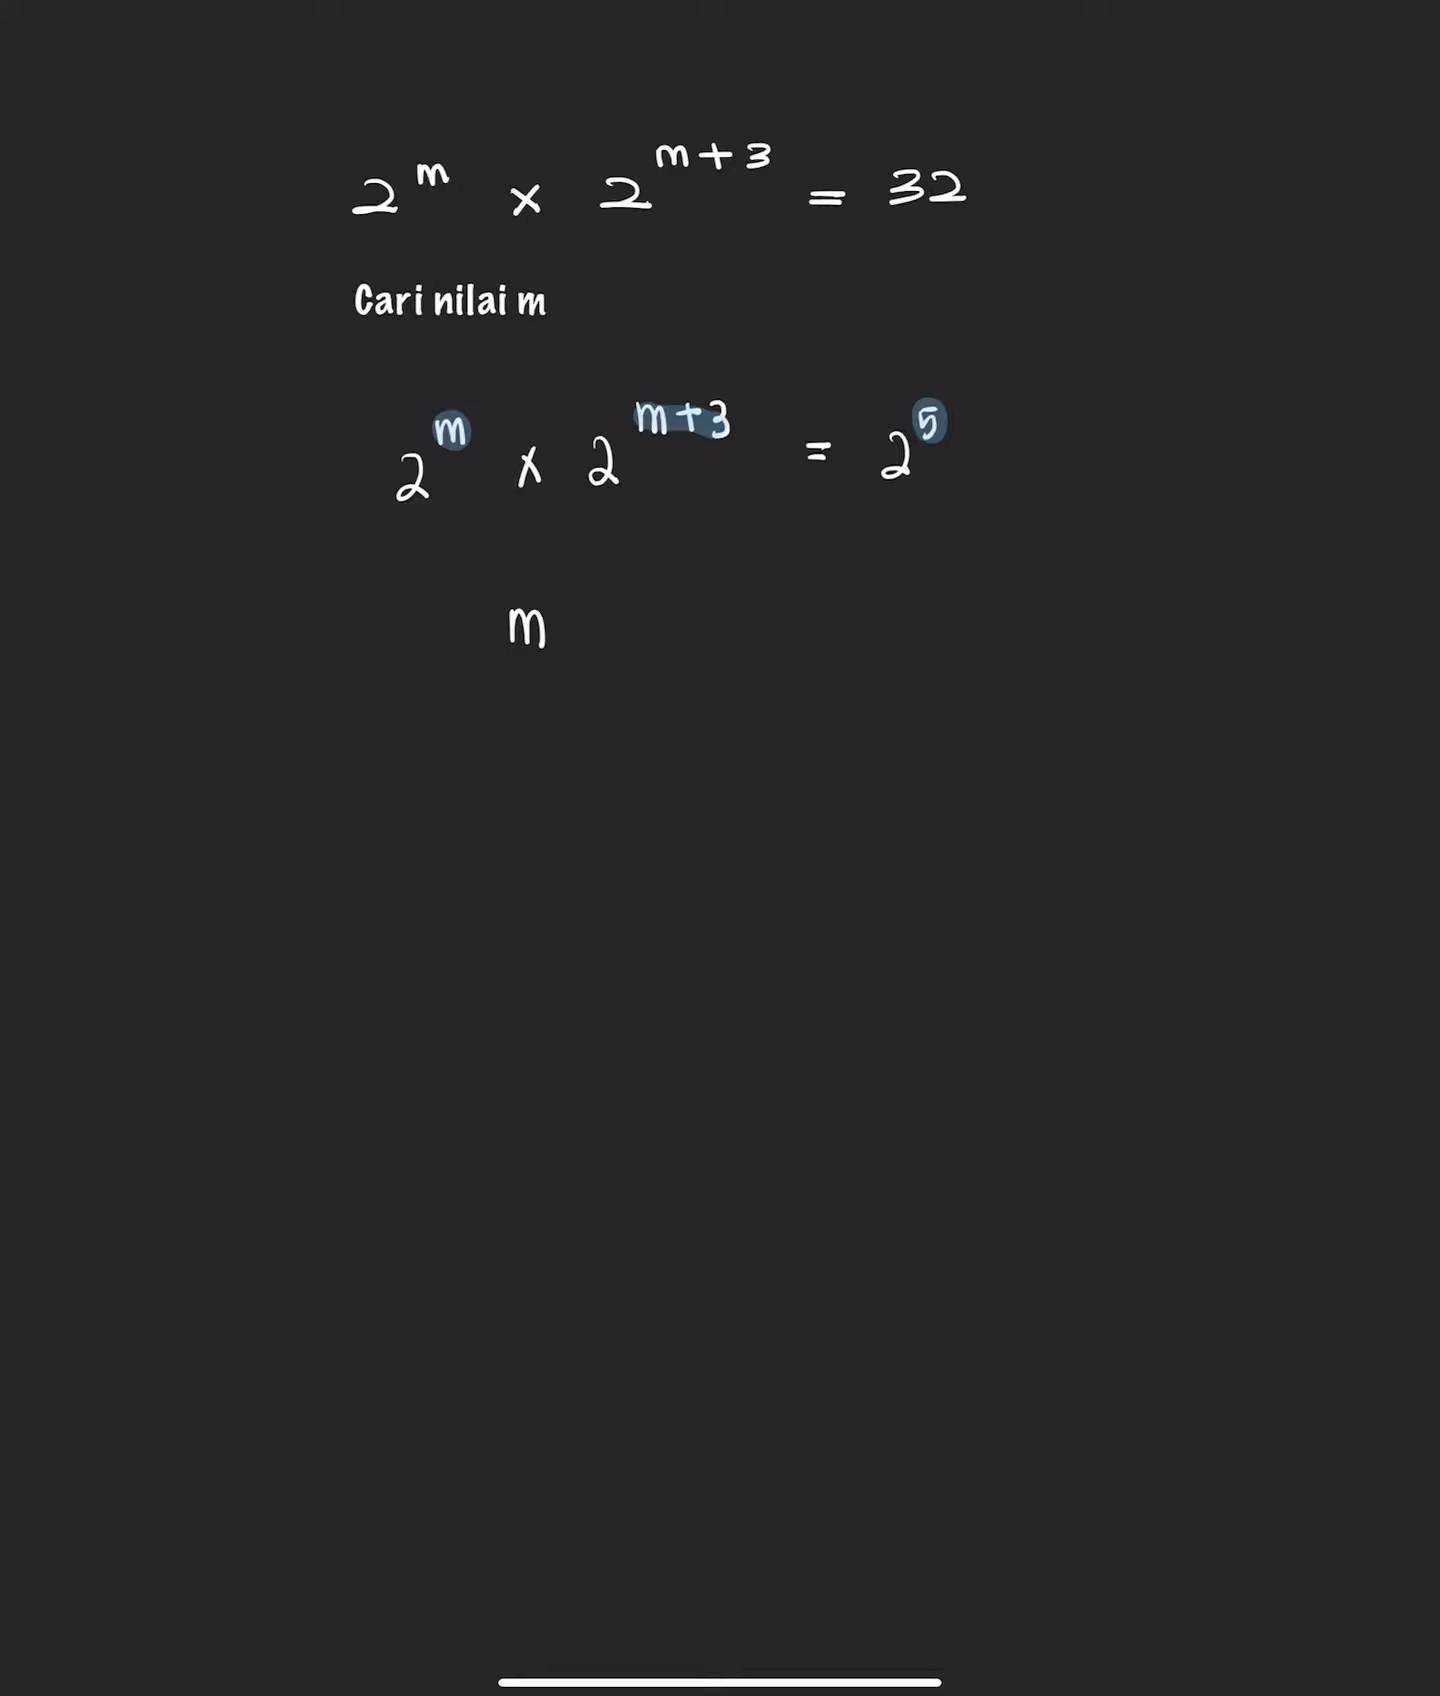 2^m × 2^m+3 = 32
Cari nilai m
2^m × 2^m+3 = 2^5
m